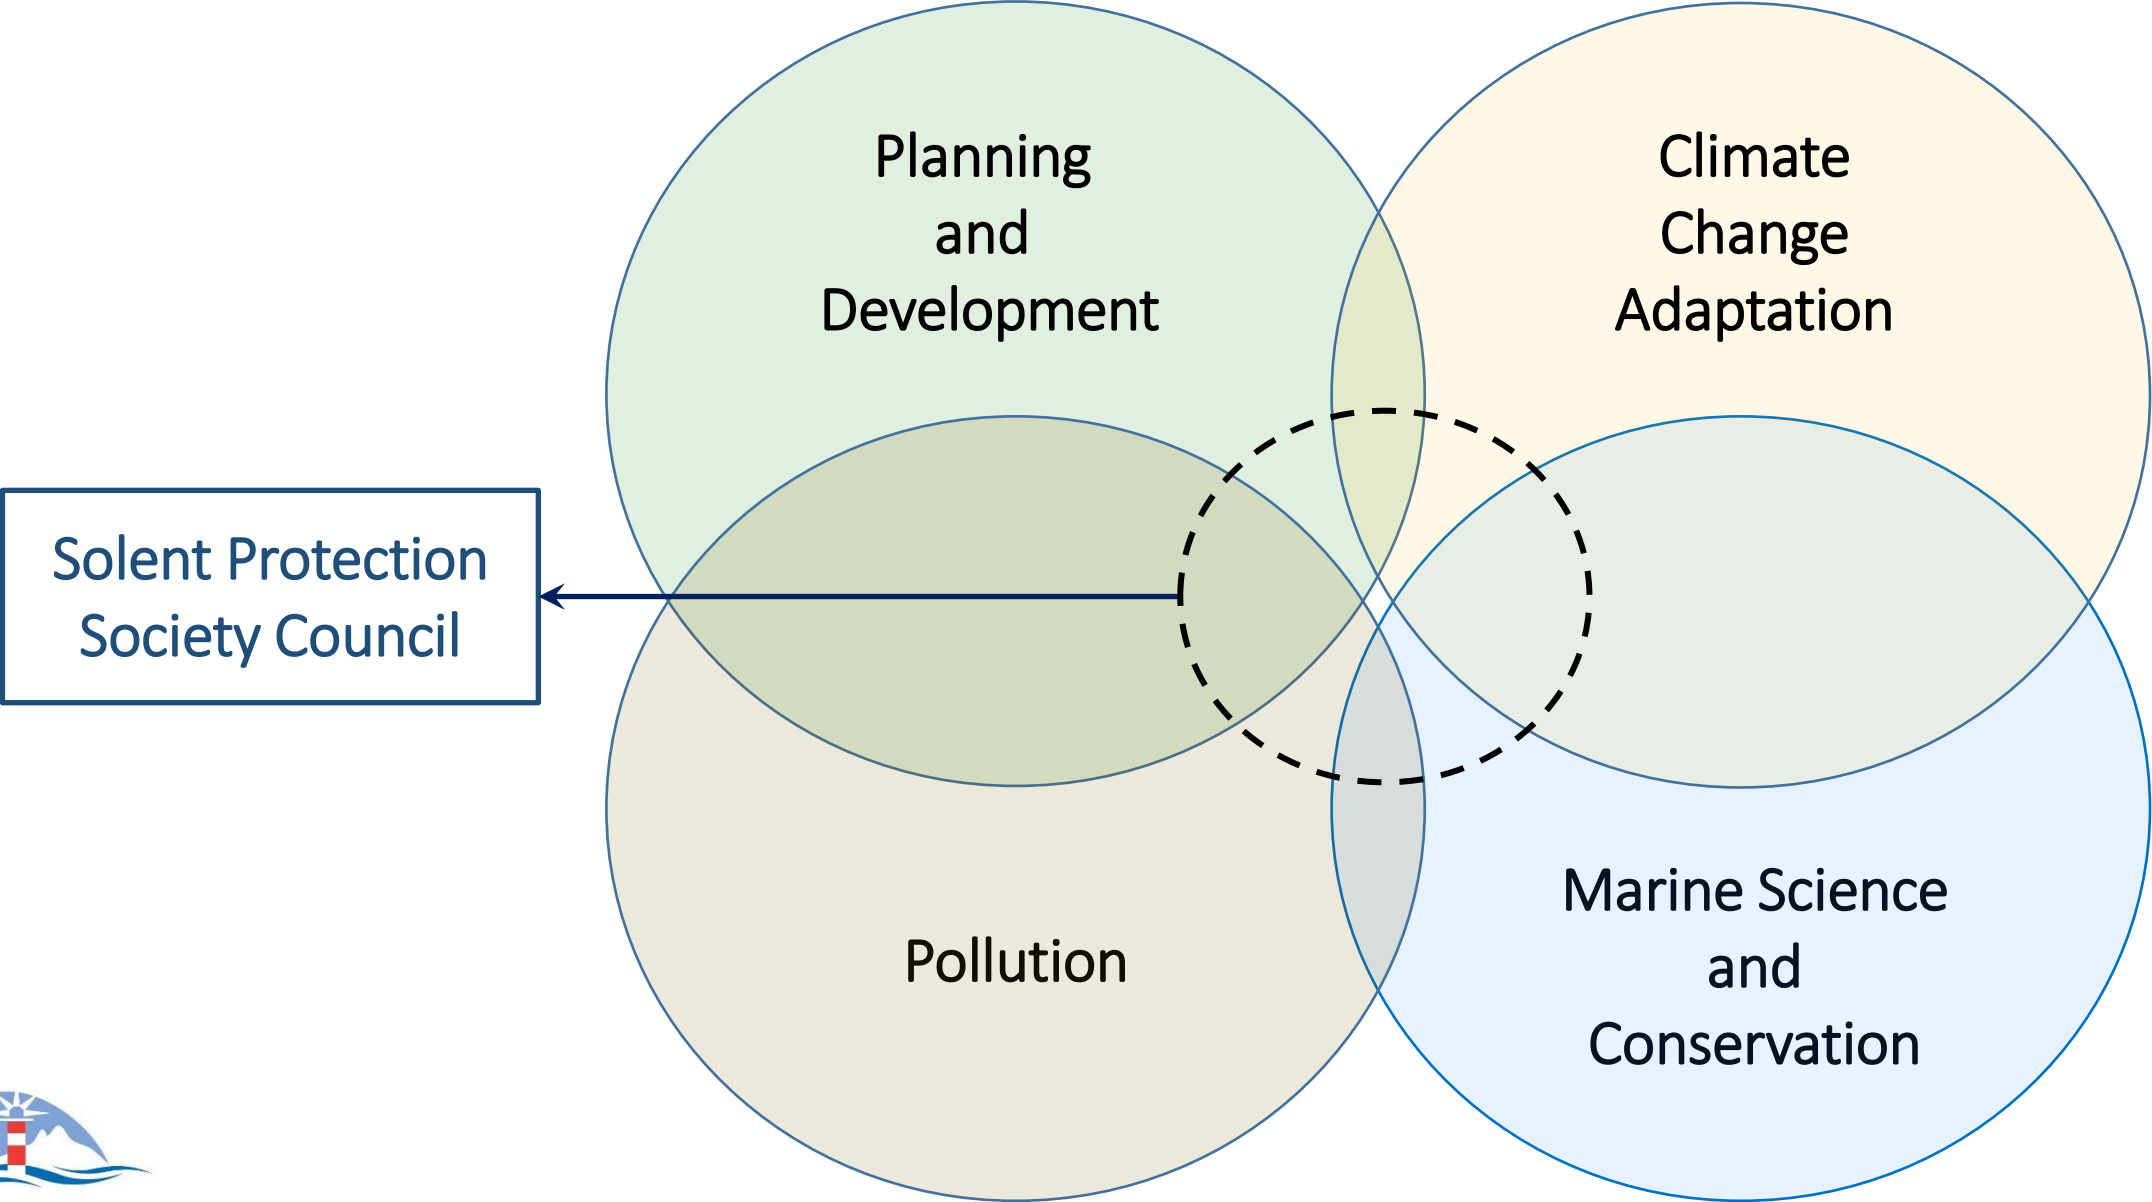 Planning
and
Development
Climate
Change
Adaptation
Solent Protection
Society Council
Pollution
Marine Science
and
Conservation